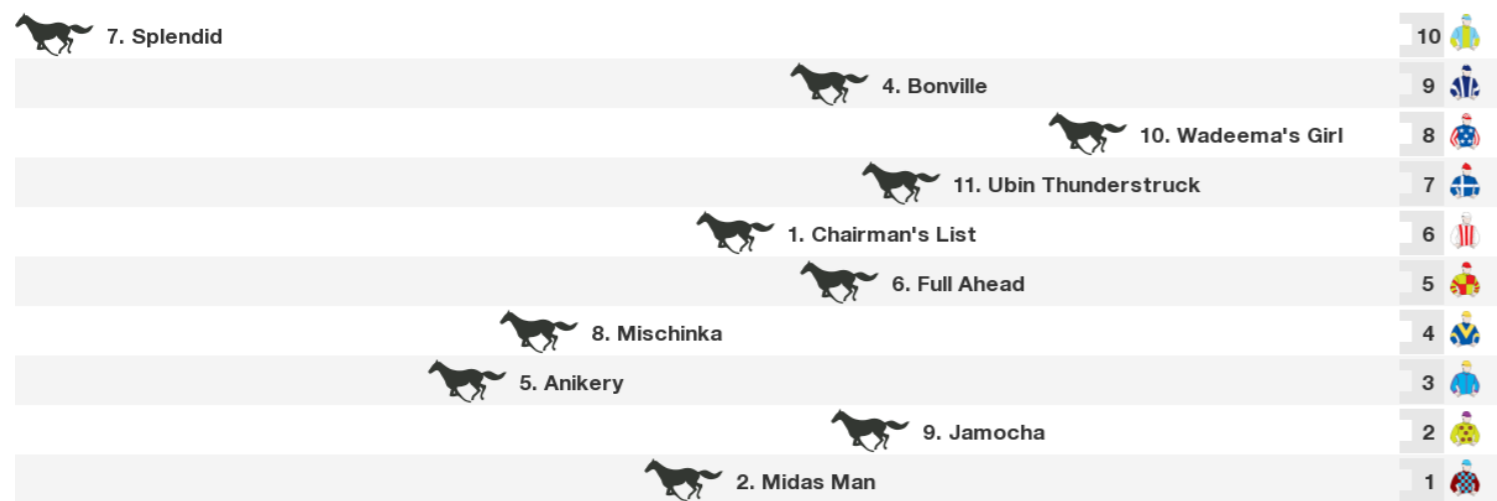 7. Splendid 10
4. Bonville 9
10. Wadeema's Girl 8
11. Ubin Thunderstruck 7
1. Chairman's List 6
6. Full Ahead 5
8. Mischinka 4
5. Anikery 3
9. Jamocha 2
2. Midas Man 1